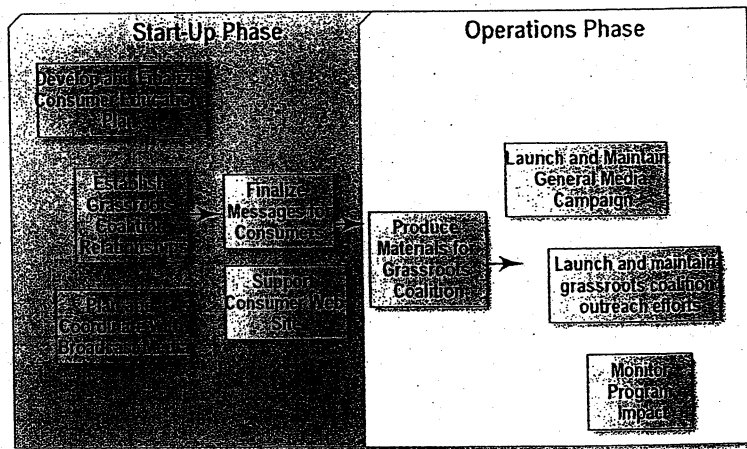 Start-Up Phase
Operations Phase
Develop and Finalize
Consumer Education
Plan
Establish
Grassroots
Coalition
Relationships
Finalize
Messages for
Consumers
Support
Consumer Web
Site
Plan and
Coordinate
Broadcast
Produce
Materials for
Grassroots
Coalition
Launch and Maintain
General Media
Campaign
Launch and maintain
grassroots coalition
outreach efforts
Monitor
Program
Impact